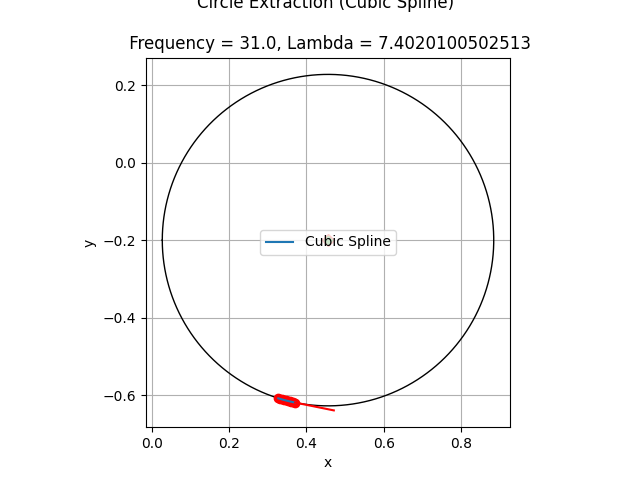 Circle Extraction (Cubic Spline)
Frequency = 31.0, Lambda = 7.4020100502513
0.2
0.0
−0.2
−0.4
−0.6
y
Cubic Spline
0.0 0.2 0.4 0.6 0.8
x